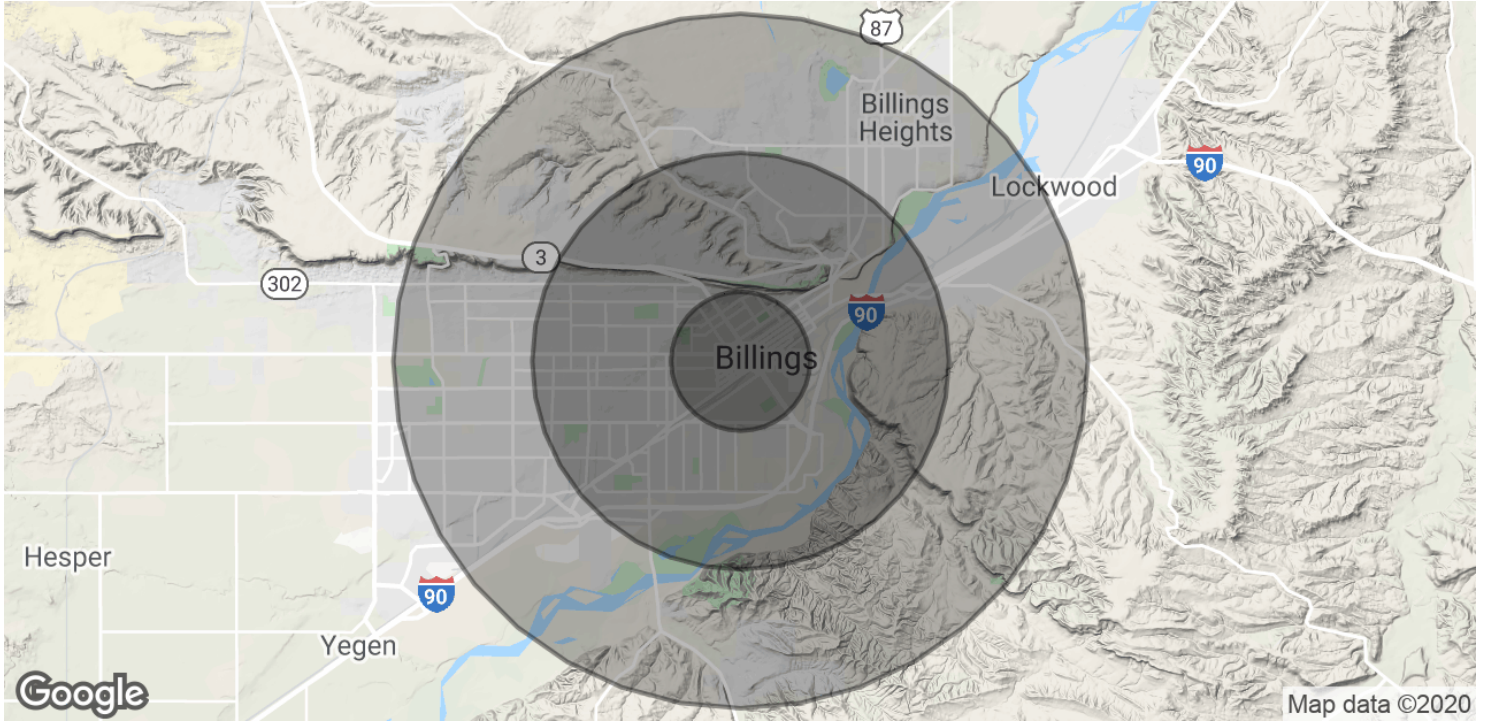 87
Billings
Heights
90
Lockwood
3
302
90
Billings
Hesper
90
Yegen
Google
Map data ©2020